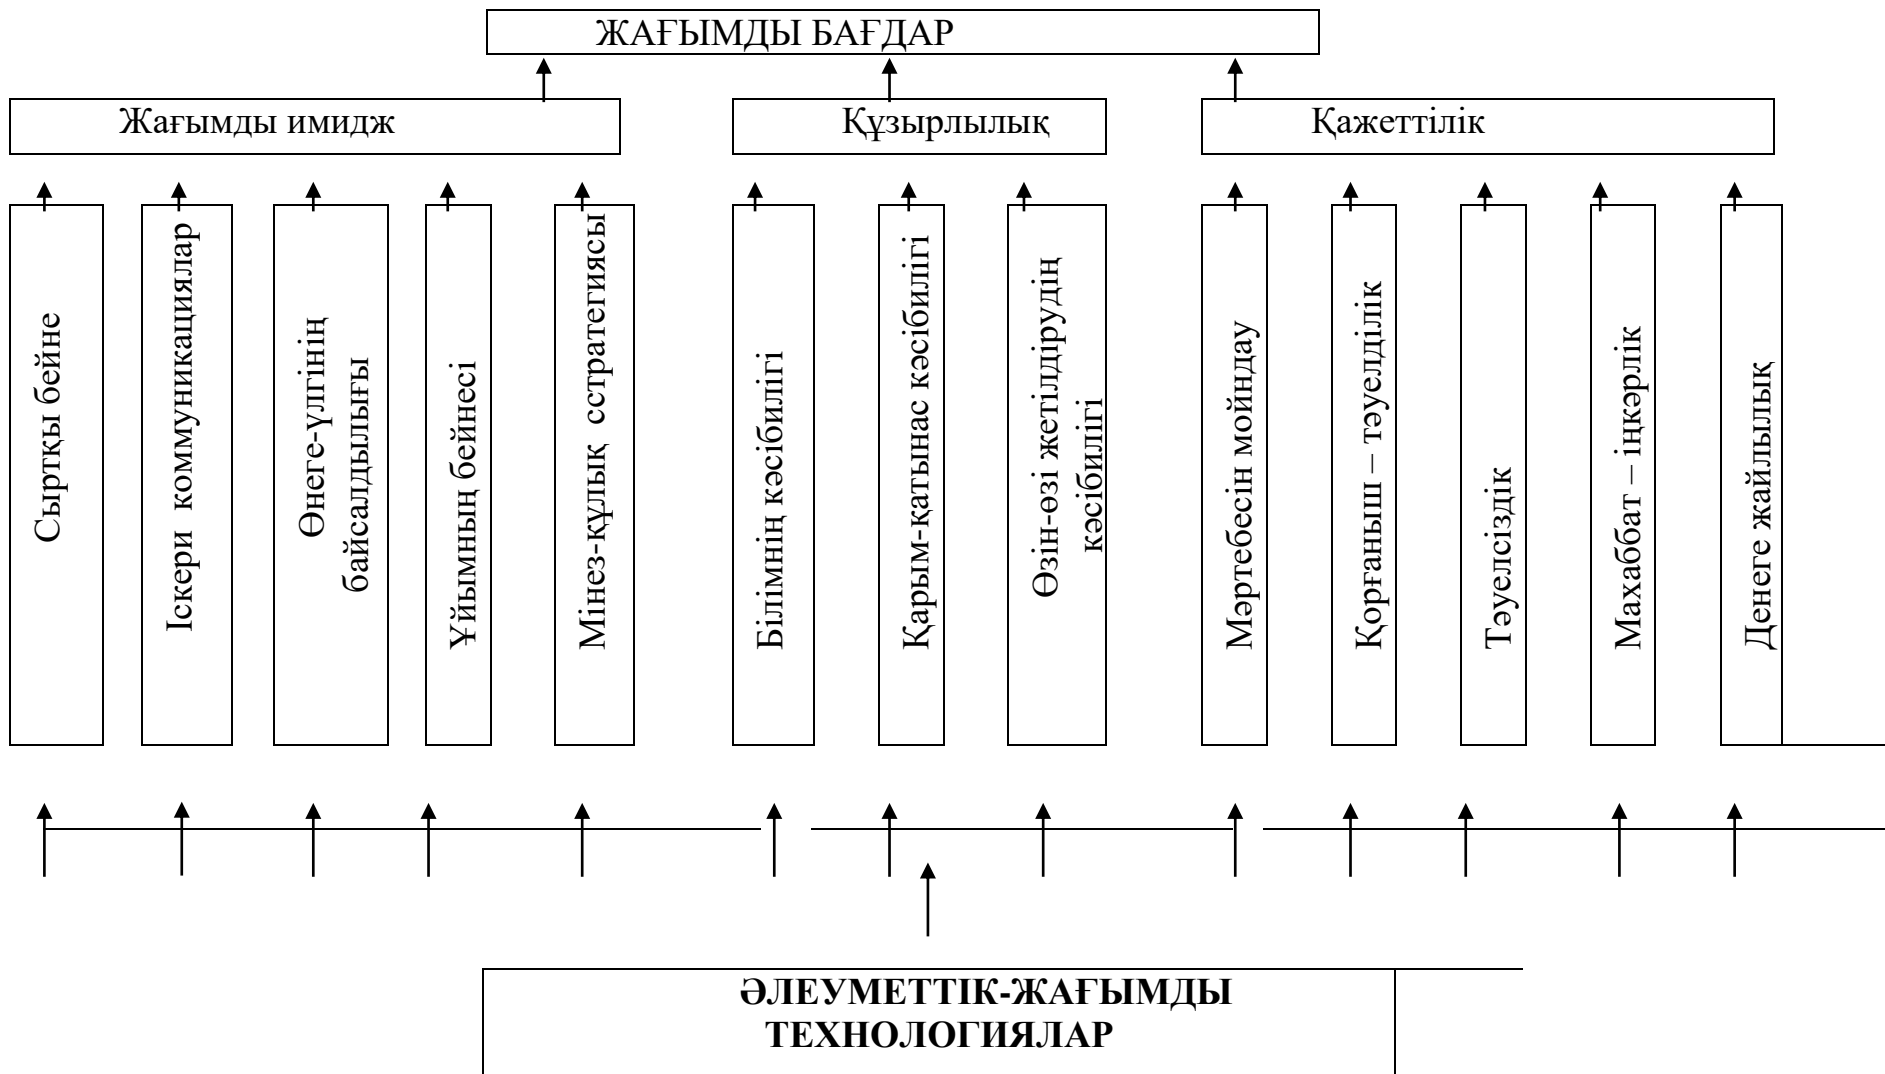 ЖАҒЫМДЫ БАҒДАР
Жағымды имидж
Құзырлылық
Қажеттілік
Сыртқы бейне
Іскери коммуникациялар
Өнеге-үлгінің
байсалдылығы
Ұйымның бейнесі
Мінез-құлық сстратегиясы
Білімнің кәсібилігі
Қарым-қатынас кәсібилігі
Өзін-өзі жетілдірудің
кәсібилігі
Мәртебесін мойндау
Қорғаныш – тәуелділік
Тәуелсіздік
Махаббат – іңкәрлік
Денеге жайлылық
ӘЛЕУМЕТТІК-ЖАҒЫМДЫ
ТЕХНОЛОГИЯЛАР